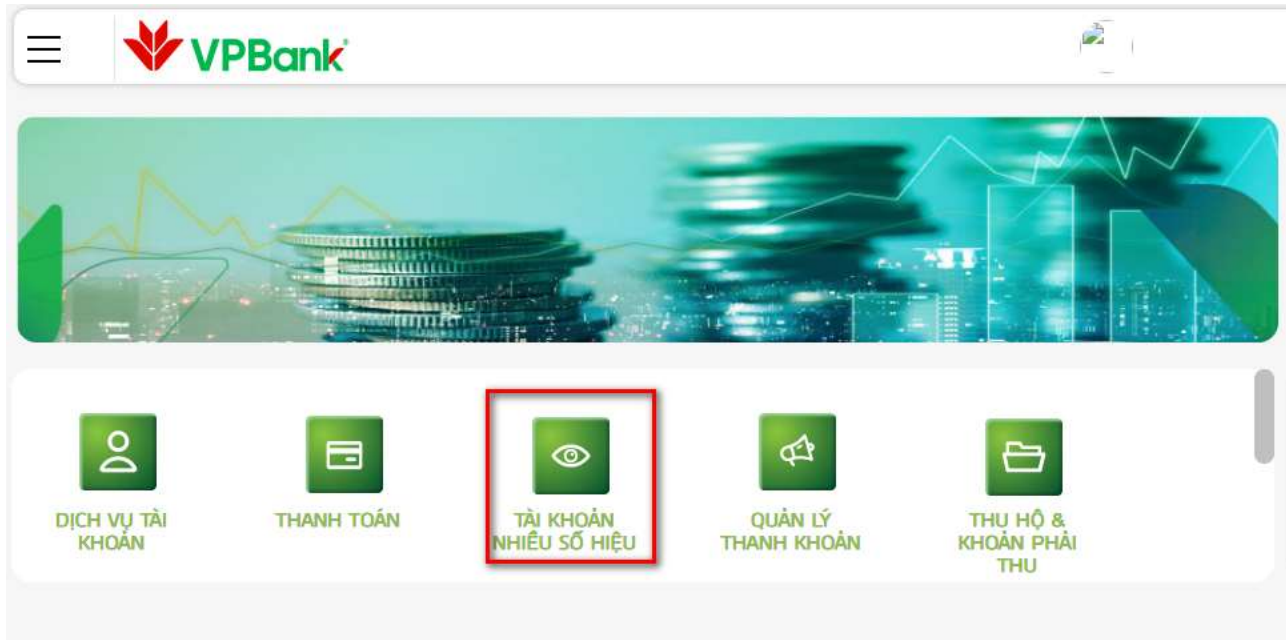 VPBank
DỊCH VỤ TÀI
KHOẢN
THANH TOÁN
TÀI KHOẢN
NHIỀU SỐ HIỆU
QUẢN LÝ
THANH KHOẢN
THU HỘ &
KHOẢN PHẢI
THU